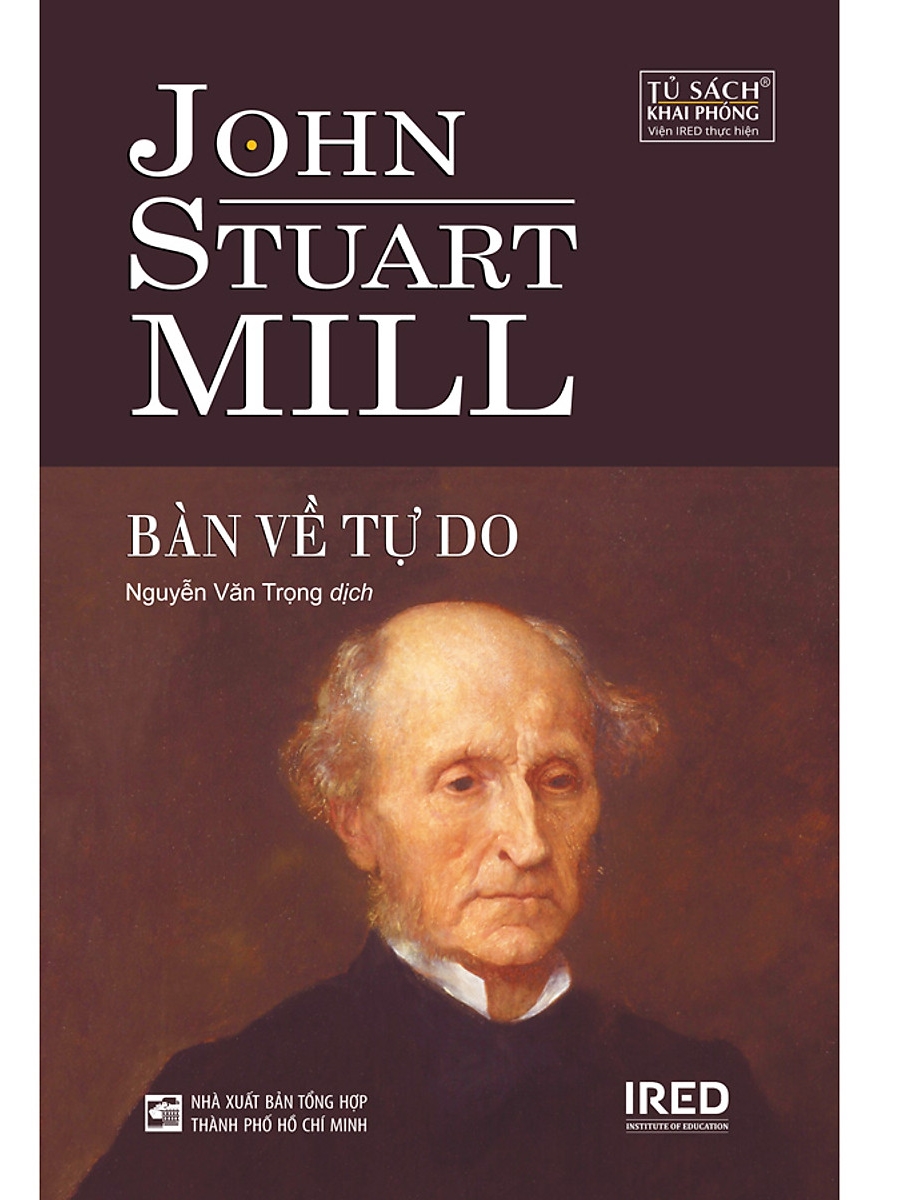 JOHN
STUART
MILL
TỦ SÁCH®
KHAI PHÓNG
Viện IRED thực hiện
BÀN VỀ TỰ DO
Nguyễn Văn Trọng dịch
NHÀ XUẤT BẢN TỔNG HỢP
THÀNH PHỐ HỒ CHÍ MINH
IRED
INSTITUTE OF EDUCATION